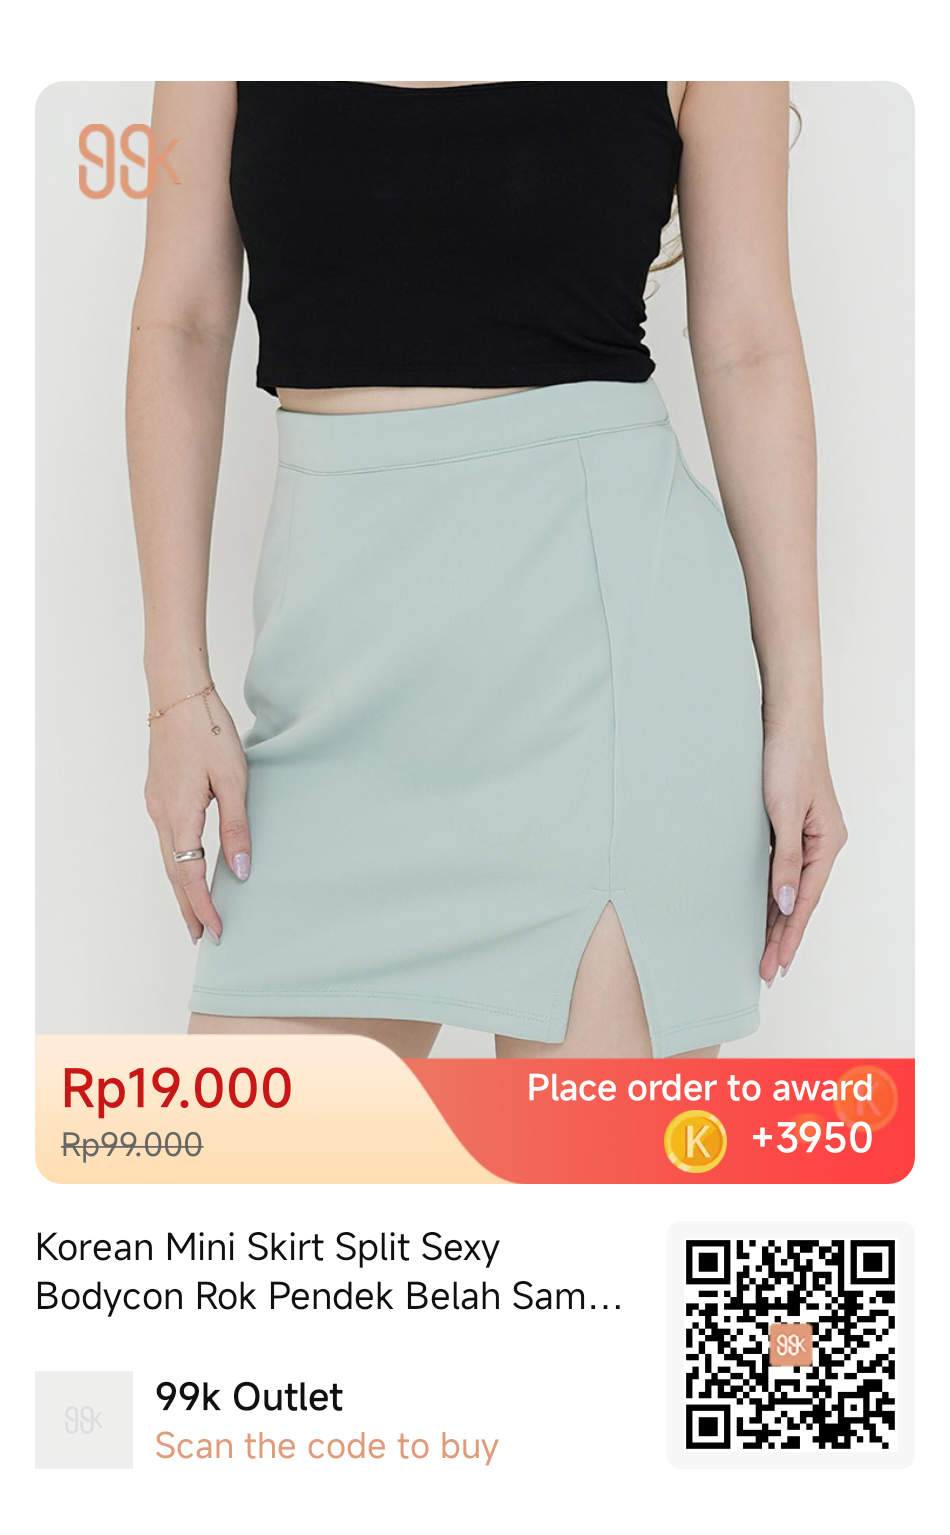 99k
Rp19.000
Rp99.000
Place order to award
K +3950
Korean Mini Skirt Split Sexy
Bodycon Rok Pendek Belah Sam...
99k
99k
99k Outlet
Scan the code to buy